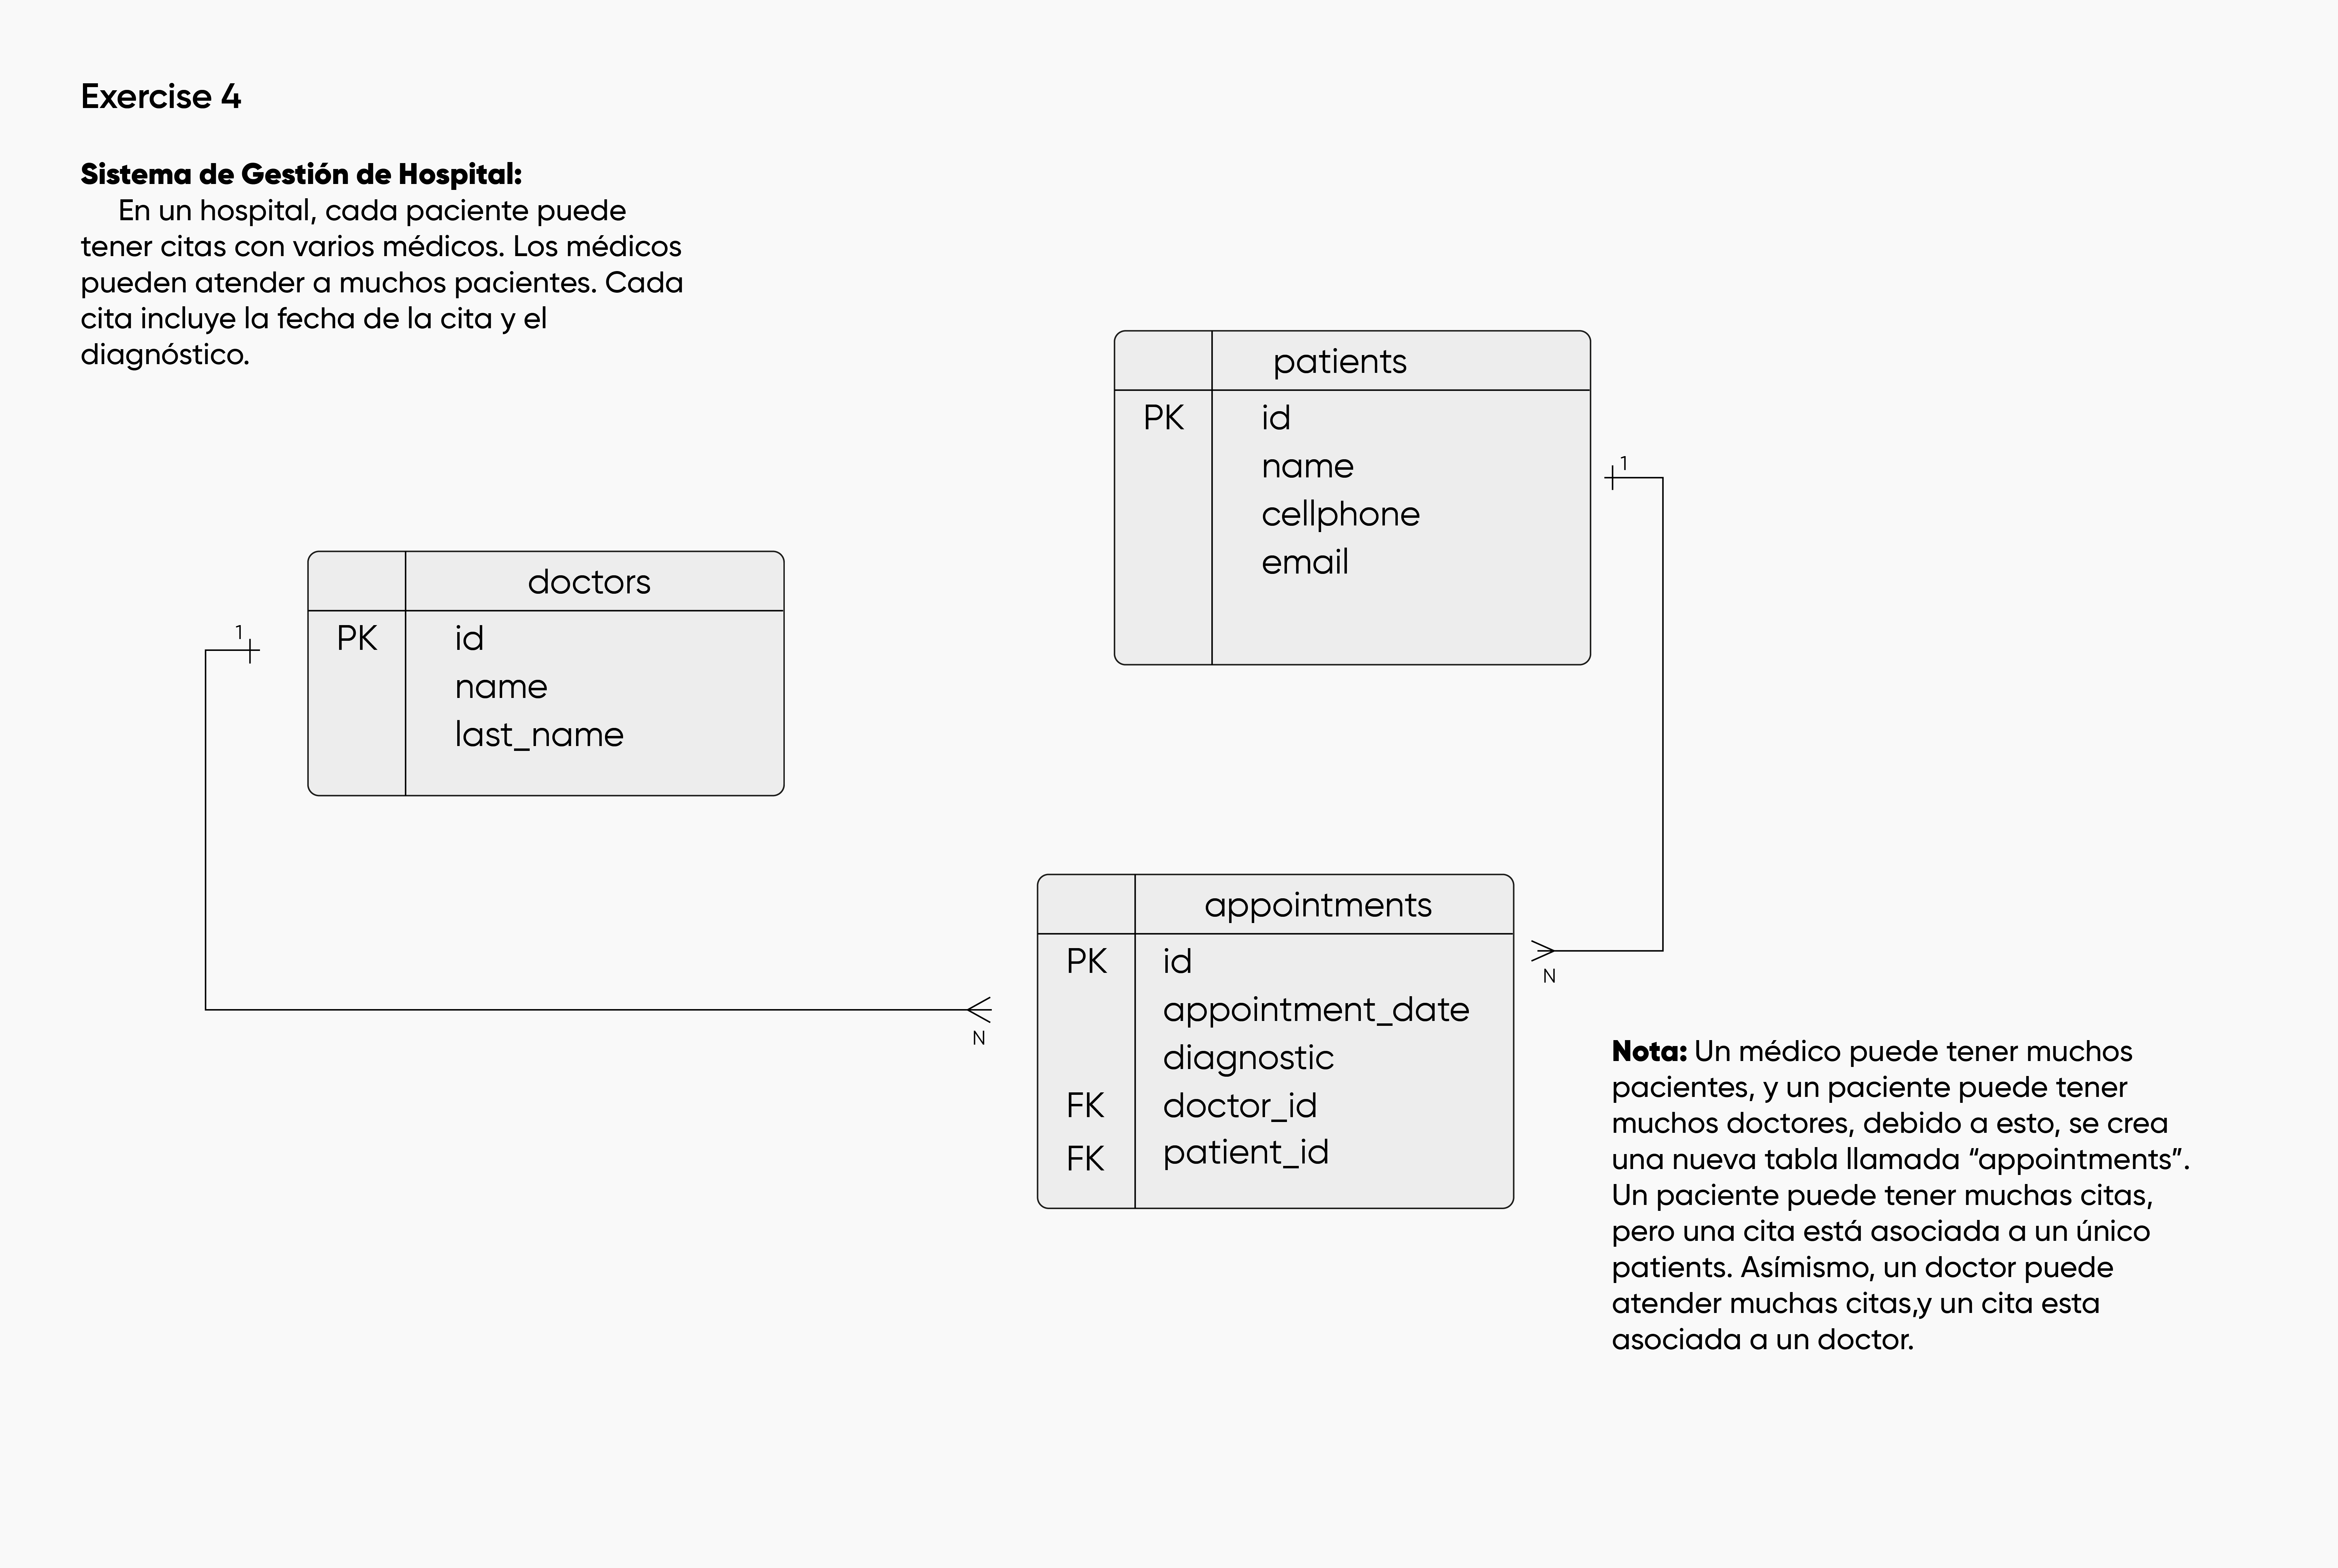 Exercise 4
Sistema de Gestión de Hospital:
En un hospital, cada paciente puede
tener citas con varios médicos. Los médicos
pueden atender a muchos pacientes. Cada
cita incluye la fecha de la cita y el
diagnóstico.
patients
PK id
name
cellphone
email
1
doctors
PK id
name
last_name
1
appointments
PK id
appointment_date
diagnostic
FK doctor_id
FK patient_id
N
N
Nota: Un médico puede tener muchos
pacientes, y un paciente puede tener
muchos doctores, debido a esto, se crea
una nueva tabla llamada “appointments”.
Un paciente puede tener muchas citas,
pero una cita está asociada a un único
patients. Asímismo, un doctor puede
atender muchas citas,y un cita esta
asociada a un doctor.